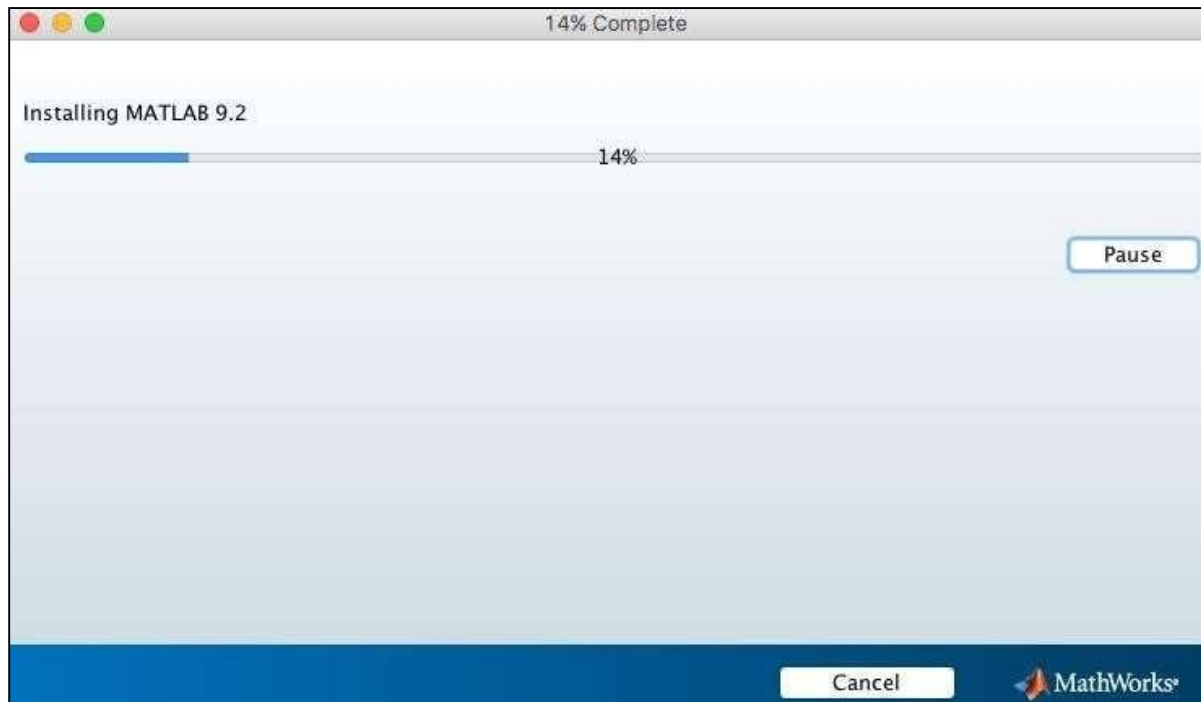 14% Complete
Installing MATLAB 9.2
14%
Pause
Cancel
MathWorks®